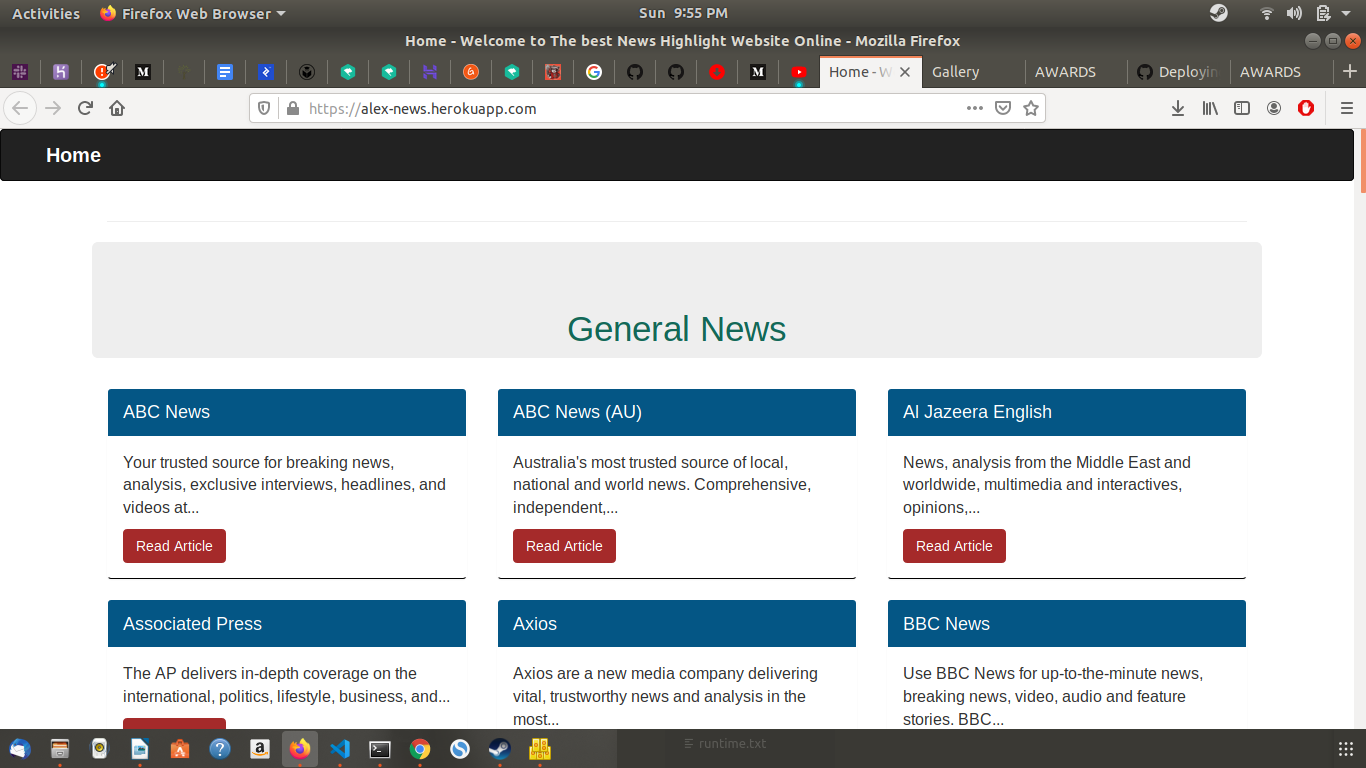 Activities Firefox Web Browser Sun 9:55 PM
Home - Welcome to The best News Highlight Website Online - Mozilla Firefox
Home - W Gallery AWARDS Deployin AWARDS
https://alex-news.herokuapp.com
Home
General News
ABC News
Your trusted source for breaking news,
analysis, exclusive interviews, headlines, and
videos at...
Read Article
ABC News (AU)
Australia's most trusted source of local,
national and world news. Comprehensive,
independent,...
Read Article
Al Jazeera English
News, analysis from the Middle East and
worldwide, multimedia and interactives,
opinions,...
Read Article
Associated Press
The AP delivers in-depth coverage on the
international, politics, lifestyle, business, and...
Axios
Axios are a new media company delivering
vital, trustworthy news and analysis in the
most...
BBC News
Use BBC News for up-to-the-minute news,
breaking news, video, audio and feature
stories. BBC...
runtime.txt